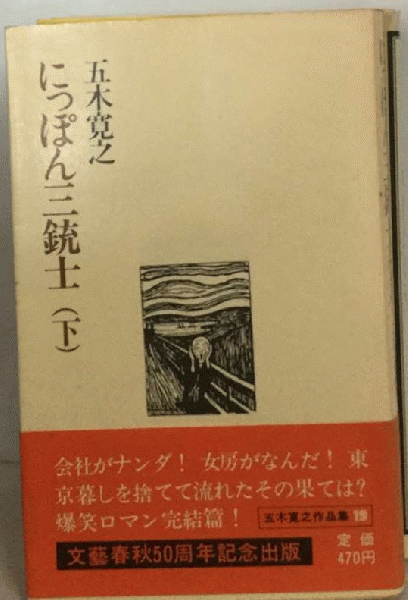 五木寛之
にっぽん三銃士(下)
会社がナンダ! 女房がなんだ! 東
京暮しを捨てて流れたその果ては?
爆笑ロマン完結篇!
五木寛之作品集 19
文藝春秋50周年記念出版
定価
470円